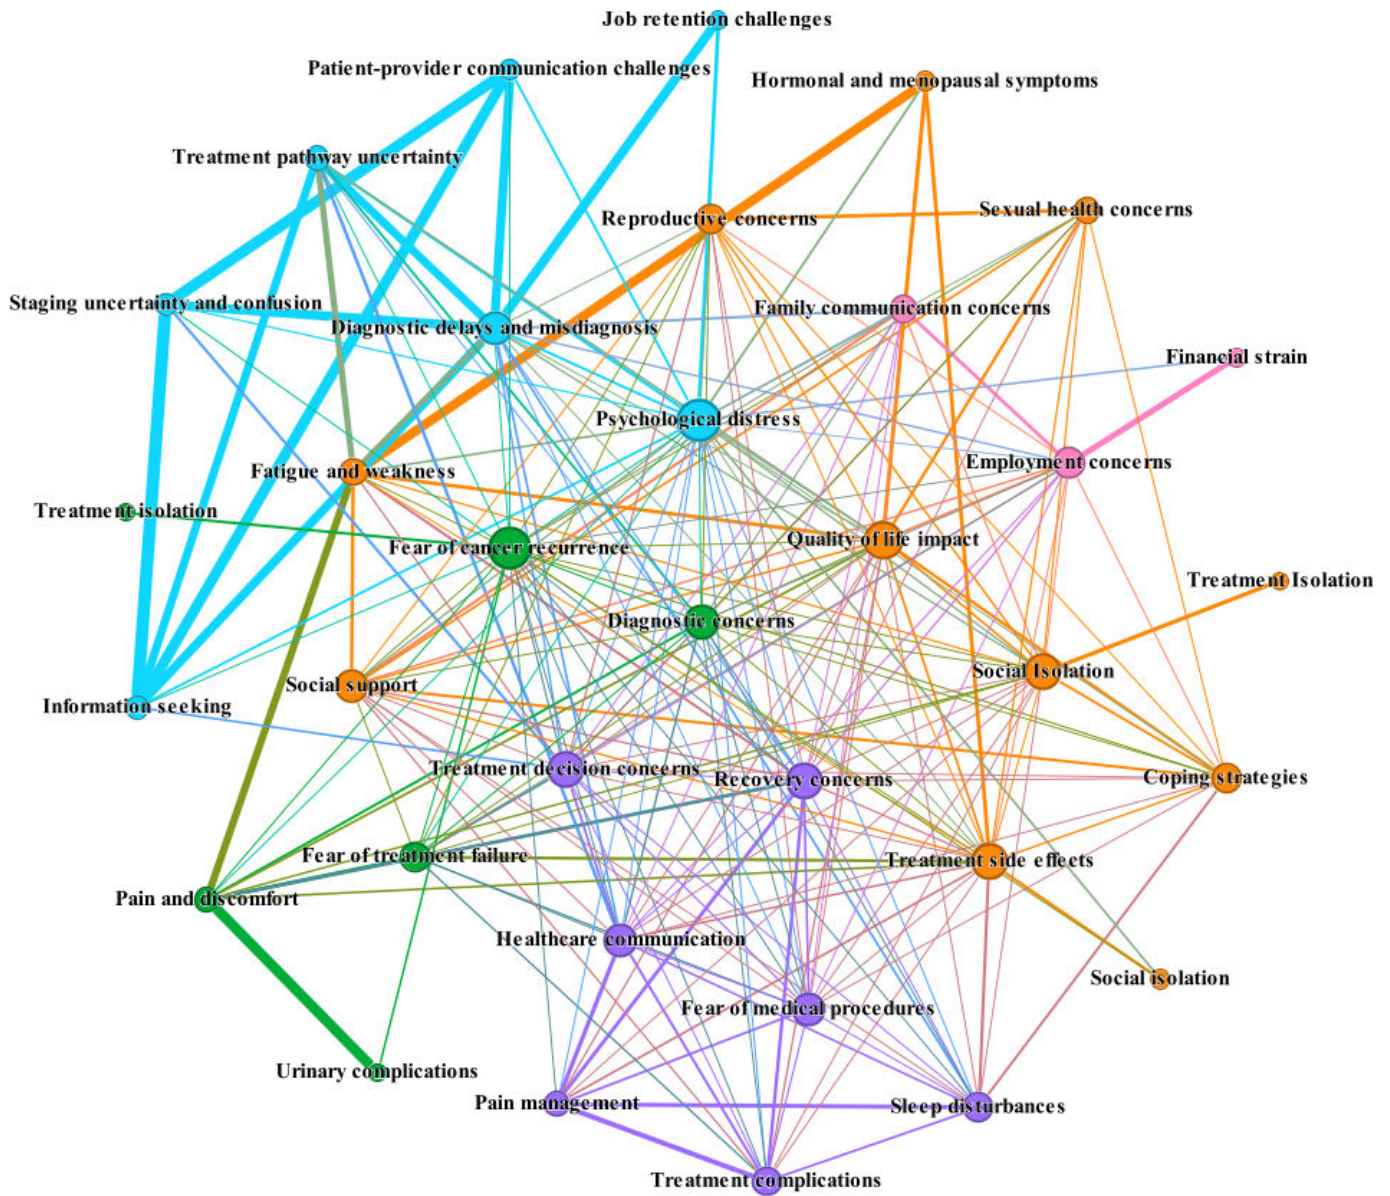 Job retention challenges
Patient-provider communication challenges
Hormonal and menopausal symptoms
Treatment pathway uncertainty
Reproductive concerns
Sexual health concerns
Staging uncertainty and confusion
Family communication concerns
Diagnostic delays and misdiagnosis
Financial strain
Psychological distress
Employment concerns
Fatigue and weakness
Treatment isolation
Fear of cancer recurrence
Quality of life impact
Treatment Isolation
Diagnostic concerns
Social Isolation
Social support
Information seeking
Treatment decision concerns
Recovery concerns
Coping strategies
Fear of treatment failure
Treatment side effects
Pain and discomfort
Healthcare communication
Social isolation
Fear of medical procedures
Urinary complications
Pain management
Sleep disturbances
Treatment complications